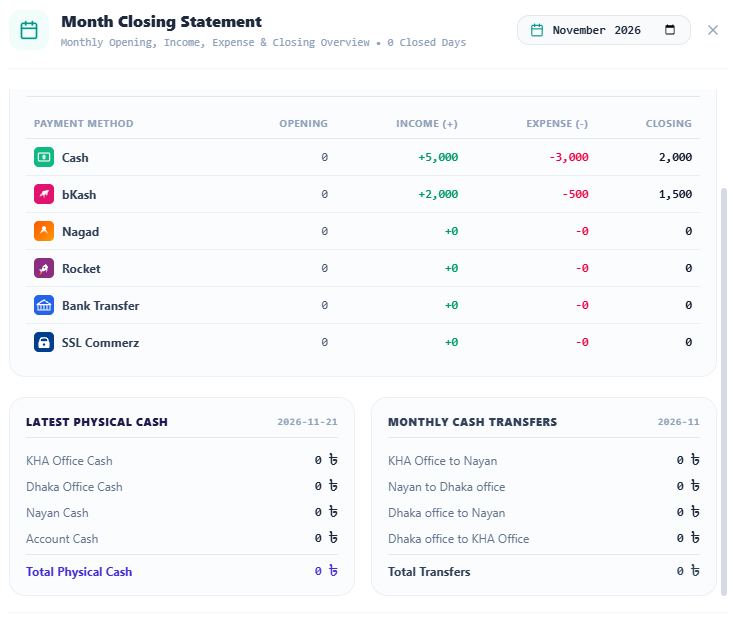 Month Closing Statement
Monthly Opening, Income, Expense & Closing Overview • 0 Closed Days
November 2026
PAYMENT METHOD OPENING INCOME (+) EXPENSE (-) CLOSING
Cash 0 +5,000 -3,000 2,000
bKash 0 +2,000 -500 1,500
Nagad 0 +0 -0 0
Rocket 0 +0 -0 0
Bank Transfer 0 +0 -0 0
SSL Commerz 0 +0 -0 0
LATEST PHYSICAL CASH 2026-11-21
KHA Office Cash 0 ৳
Dhaka Office Cash 0 ৳
Nayan Cash 0 ৳
Account Cash 0 ৳
Total Physical Cash 0 ৳
MONTHLY CASH TRANSFERS 2026-11
KHA Office to Nayan 0 ৳
Nayan to Dhaka office 0 ৳
Dhaka office to Nayan 0 ৳
Dhaka office to KHA Office 0 ৳
Total Transfers 0 ৳